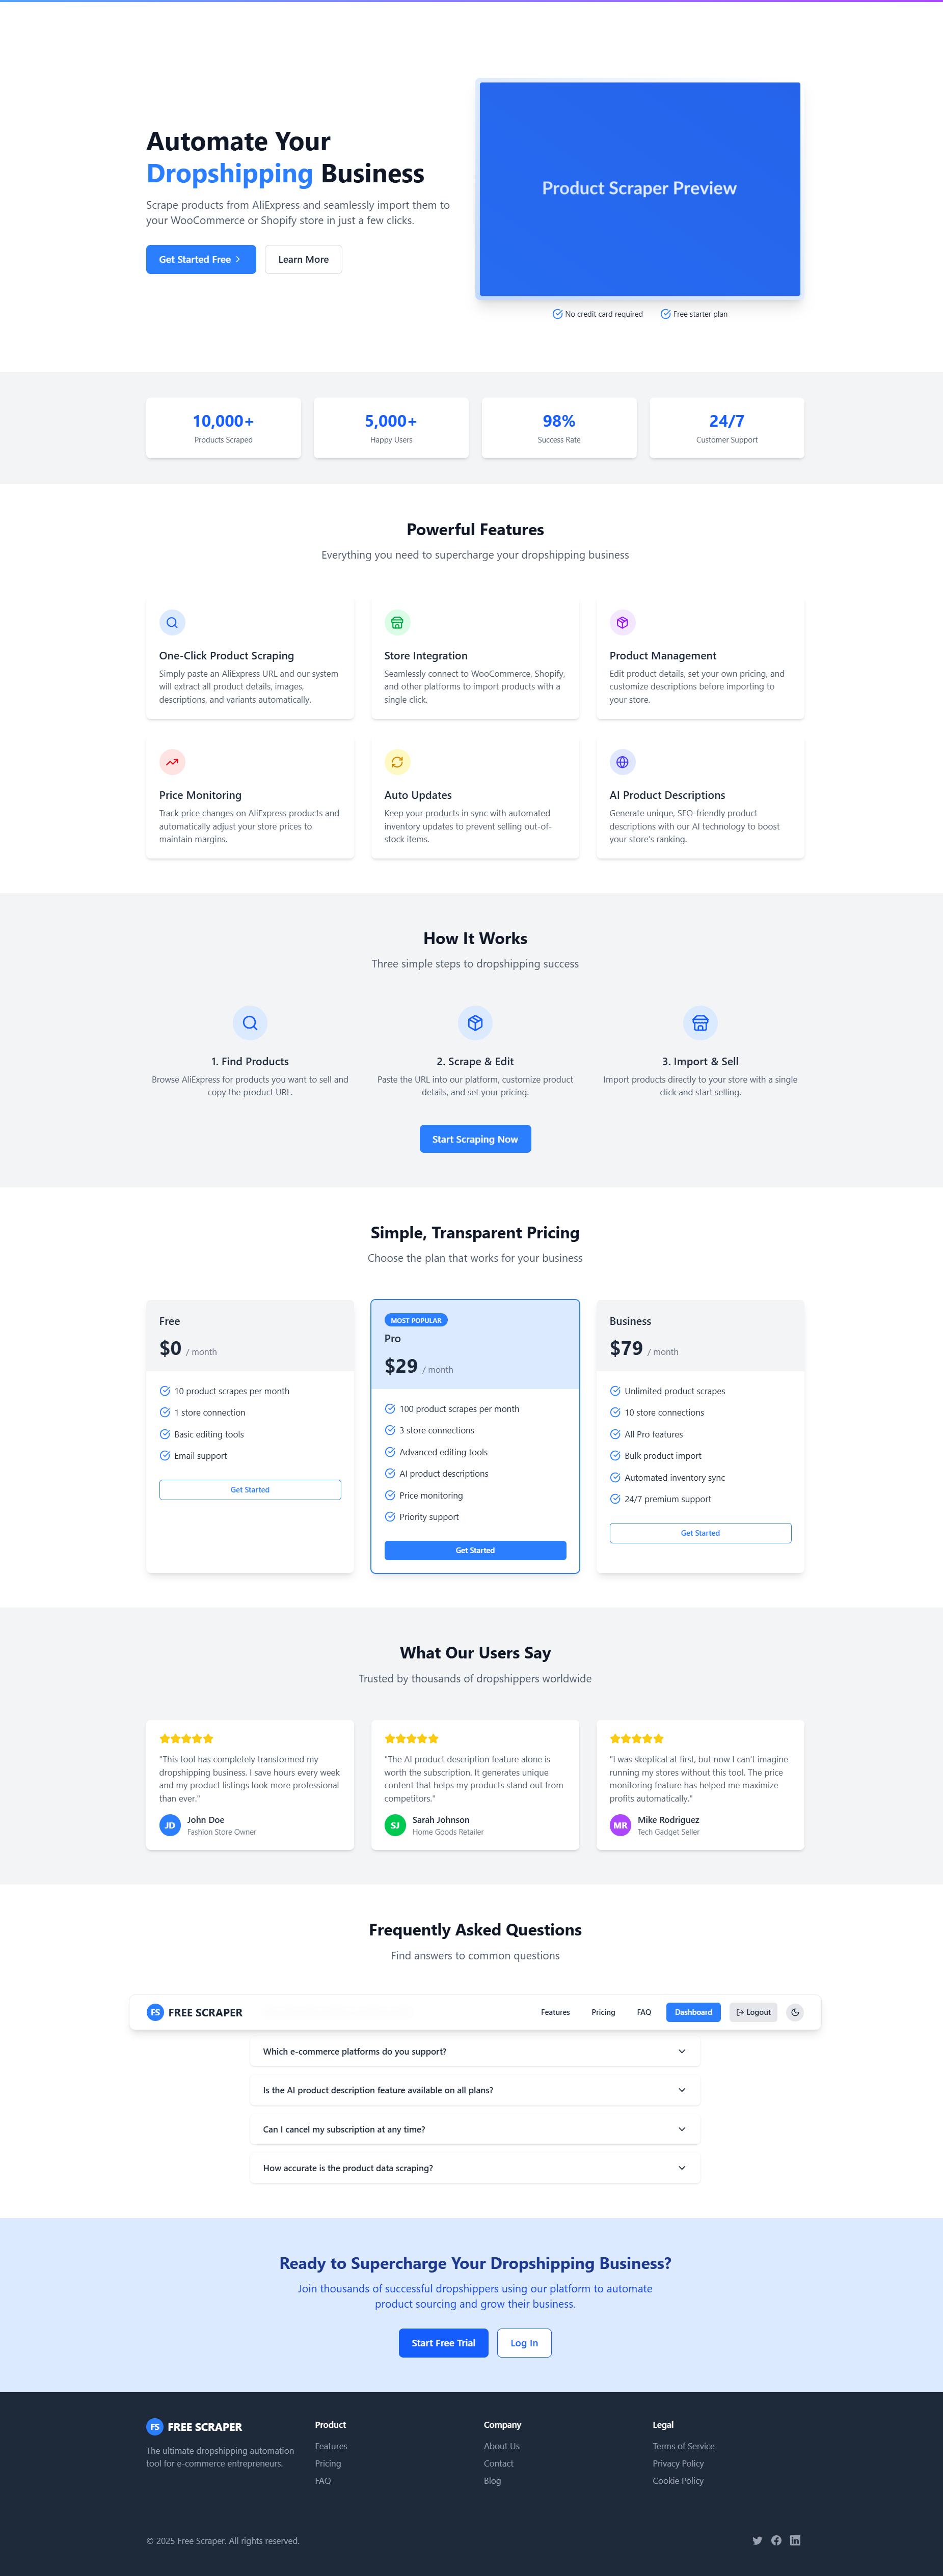 Automate Your
Dropshipping Business
Scrape products from AliExpress and seamlessly import them to
your WooCommerce or Shopify store in just a few clicks.
Get Started Free
Learn More
Product Scraper Preview
No credit card required
Free starter plan
10,000+
Products Scraped
5,000+
Happy Users
98%
Success Rate
24/7
Customer Support
Powerful Features
Everything you need to supercharge your dropshipping business
One-Click Product Scraping
Simply paste an AliExpress URL and our system
will extract all product details, images,
descriptions, and variants automatically.
Store Integration
Seamlessly connect to WooCommerce, Shopify,
and other platforms to import products with a
single click.
Product Management
Edit product details, set your own pricing, and
customize descriptions before importing to
your store.
Price Monitoring
Track price changes on AliExpress products and
automatically adjust your store prices to
maintain margins.
Auto Updates
Keep your products in sync with automated
inventory updates to prevent selling out-of-
stock items.
AI Product Descriptions
Generate unique, SEO-friendly product
descriptions with our AI technology to boost
your store's ranking.
How It Works
Three simple steps to dropshipping success
1. Find Products
Browse AliExpress for products you want to sell and
copy the product URL.
2. Scrape & Edit
Paste the URL into our platform, customize product
details, and set your pricing.
3. Import & Sell
Import products directly to your store with a single
click and start selling.
Start Scraping Now
Simple, Transparent Pricing
Choose the plan that works for your business
Free
$0 / month
10 product scrapes per month
1 store connection
Basic editing tools
Email support
Get Started
MOST POPULAR
Pro
$29 / month
100 product scrapes per month
3 store connections
Advanced editing tools
AI product descriptions
Price monitoring
Priority support
Get Started
Business
$79 / month
Unlimited product scrapes
10 store connections
All Pro features
Bulk product import
Automated inventory sync
24/7 premium support
Get Started
What Our Users Say
Trusted by thousands of dropshippers worldwide
"This tool has completely transformed my
dropshipping business. I save hours every week
and my product listings look more professional
than ever."
JD
John Doe
Fashion Store Owner
"The AI product description feature alone is
worth the subscription. It generates unique
content that helps my products stand out from
competitors."
SJ
Sarah Johnson
Home Goods Retailer
"I was skeptical at first, but now I can't imagine
running my stores without this tool. The price
monitoring feature has helped me maximize
profits automatically."
MR
Mike Rodriguez
Tech Gadget Seller
Frequently Asked Questions
Find answers to common questions
FS FREE SCRAPER
Features
Pricing
FAQ
Dashboard
Logout
Which e-commerce platforms do you support?
Is the AI product description feature available on all plans?
Can I cancel my subscription at any time?
How accurate is the product data scraping?
Ready to Supercharge Your Dropshipping Business?
Join thousands of successful dropshippers using our platform to automate
product sourcing and grow their business.
Start Free Trial
Log In
FS FREE SCRAPER
The ultimate dropshipping automation
tool for e-commerce entrepreneurs.
Product
Features
Pricing
FAQ
Company
About Us
Contact
Blog
Legal
Terms of Service
Privacy Policy
Cookie Policy
© 2025 Free Scraper. All rights reserved.